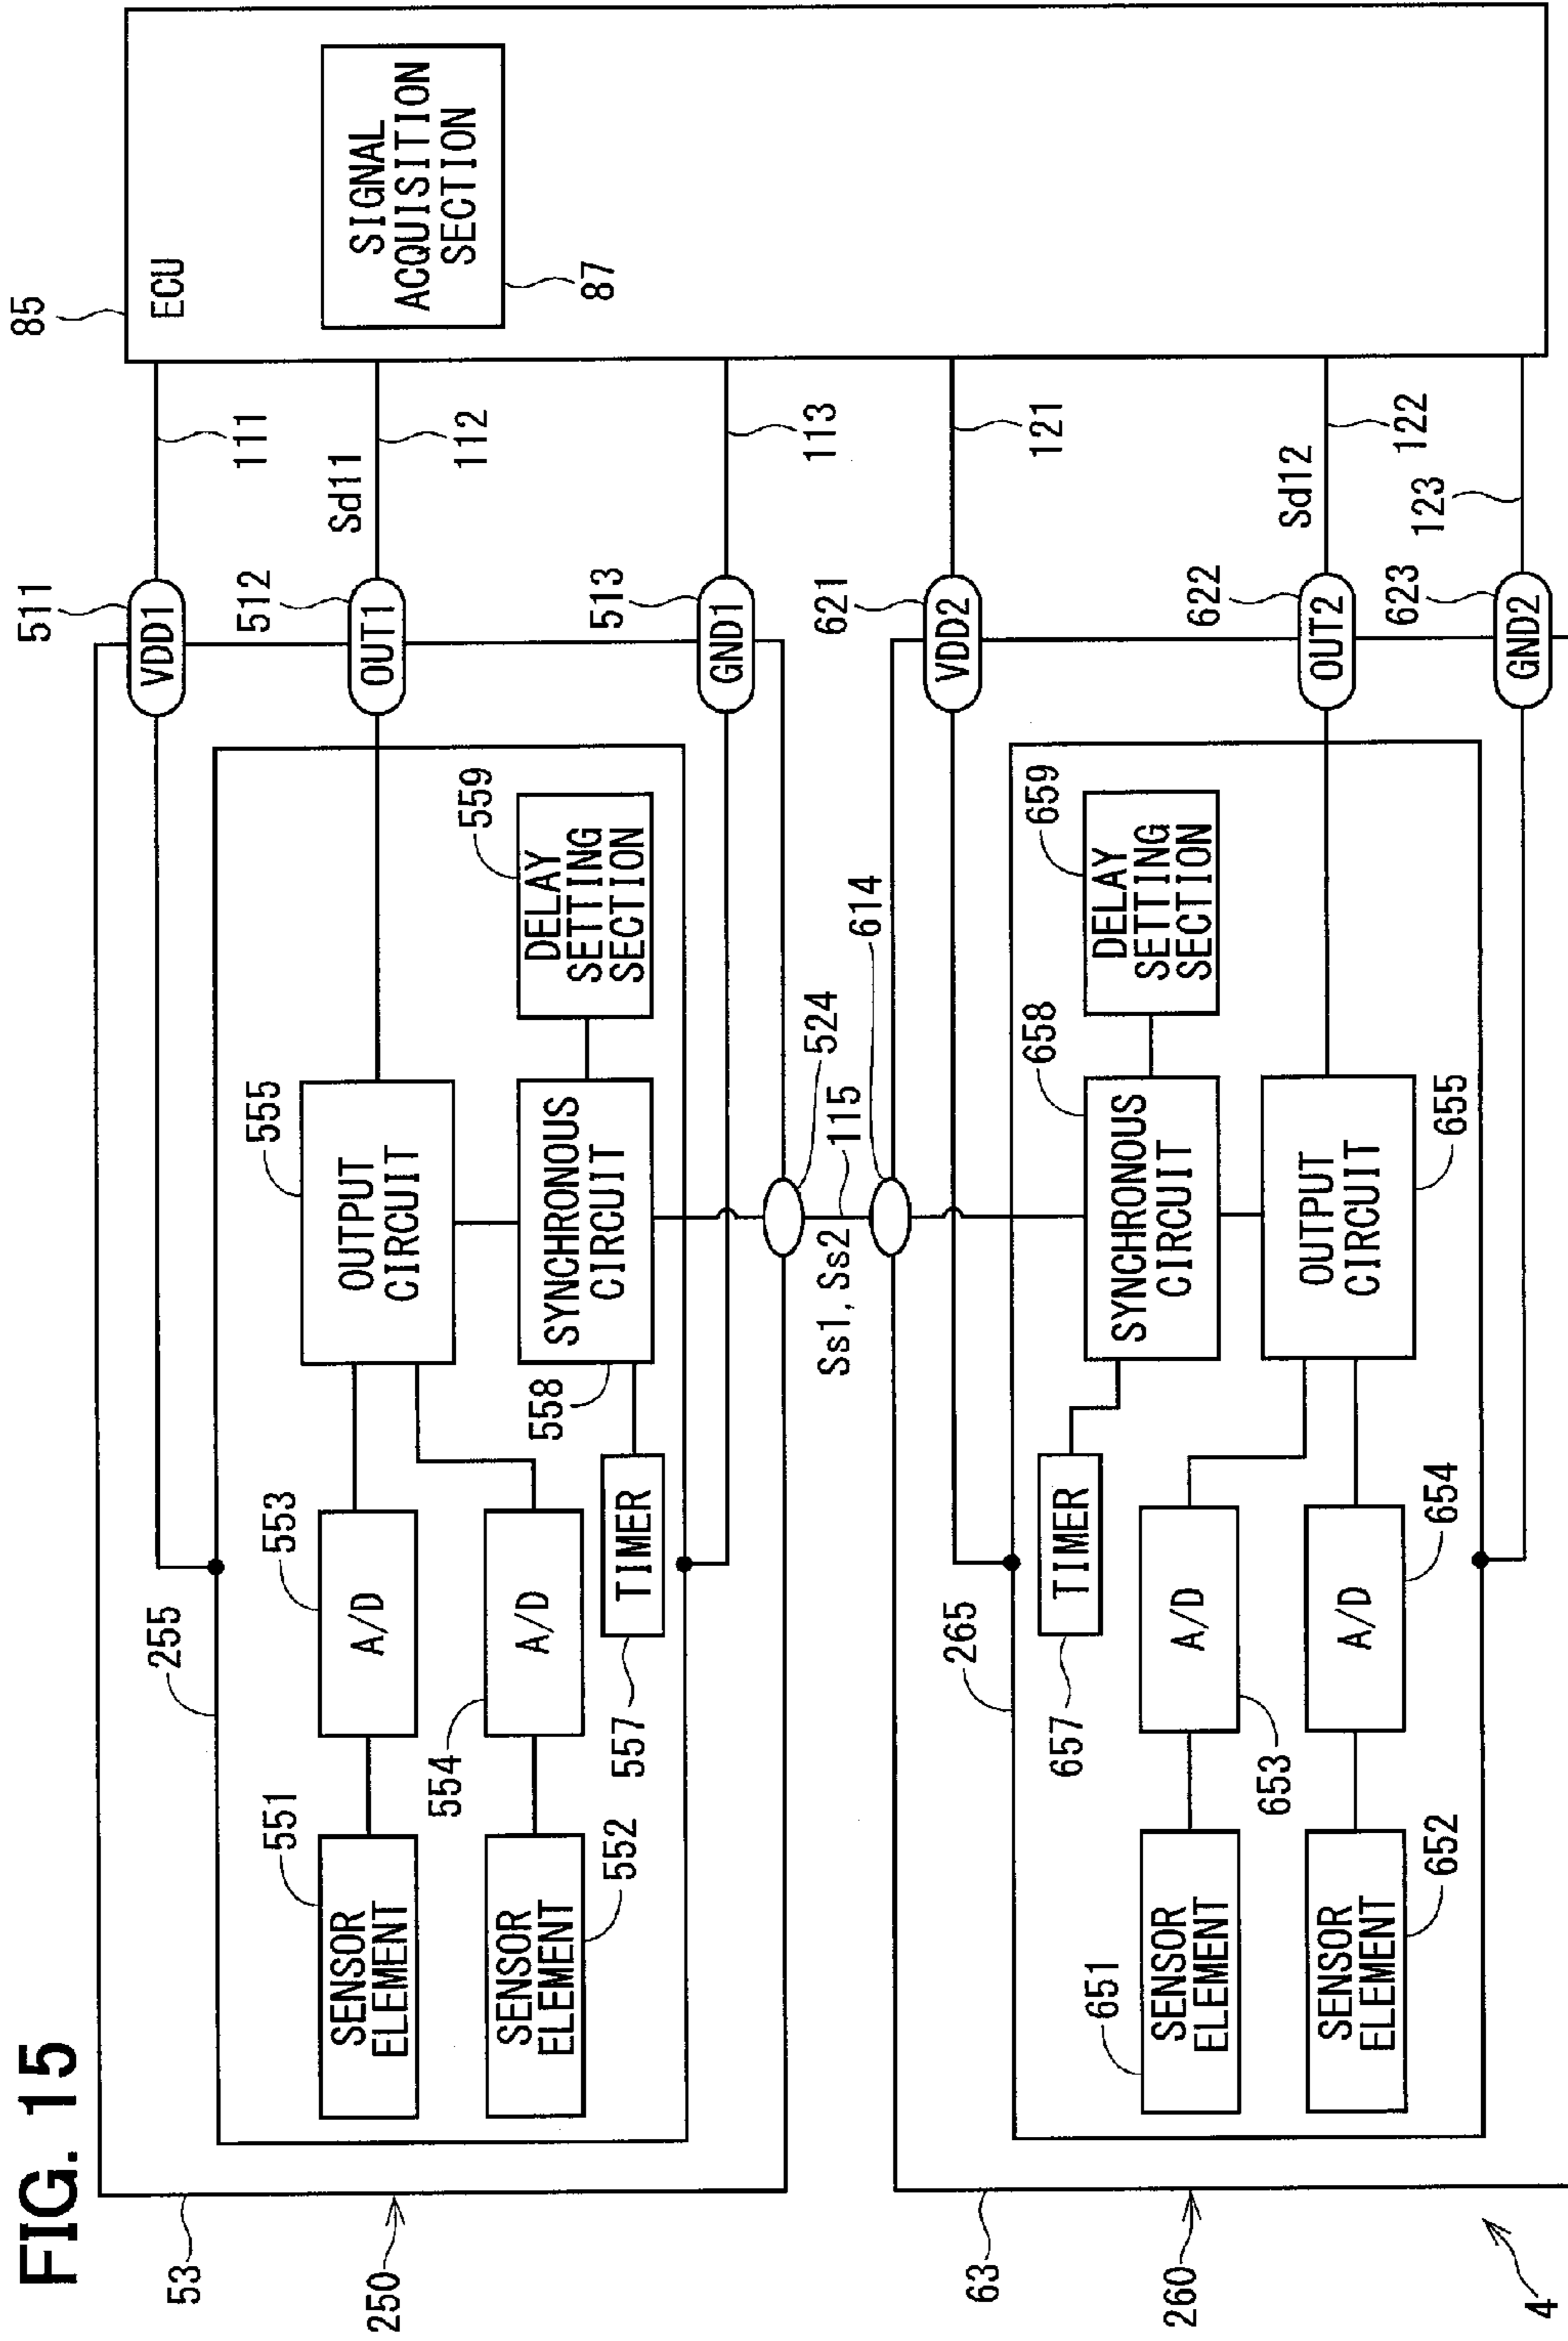 FIG. 15
53
250
255
551
SENSOR
ELEMENT
553
A/D
555
OUTPUT
CIRCUIT
552
SENSOR
ELEMENT
554
A/D
557
TIMER
558
SYNCHRONOUS
CIRCUIT
559
DELAY
SETTING
SECTION
511
VDD1
111
512
OUT1
Sd11
112
513
GND1
113
524
Ss1, Ss2
115
614
85
ECU
SIGNAL
ACQUISITION
SECTION
87
63
260
265
657
TIMER
658
SYNCHRONOUS
CIRCUIT
659
DELAY
SETTING
SECTION
651
SENSOR
ELEMENT
653
A/D
652
SENSOR
ELEMENT
654
A/D
655
OUTPUT
CIRCUIT
621
VDD2
121
622
OUT2
Sd12
122
623
GND2
123
4